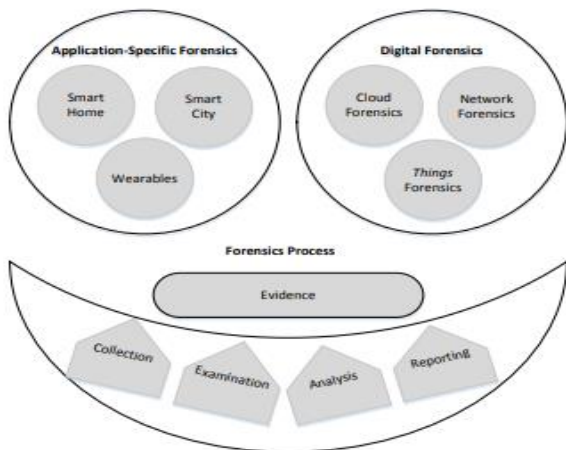 Application-Specific Forensics
Smart
Home
Smart
City
Wearables
Digital Forensics
Cloud
Forensics
Network
Forensics
Things
Forensics
Forensics Process
Evidence
Collection
Examination
Analysis
Reporting